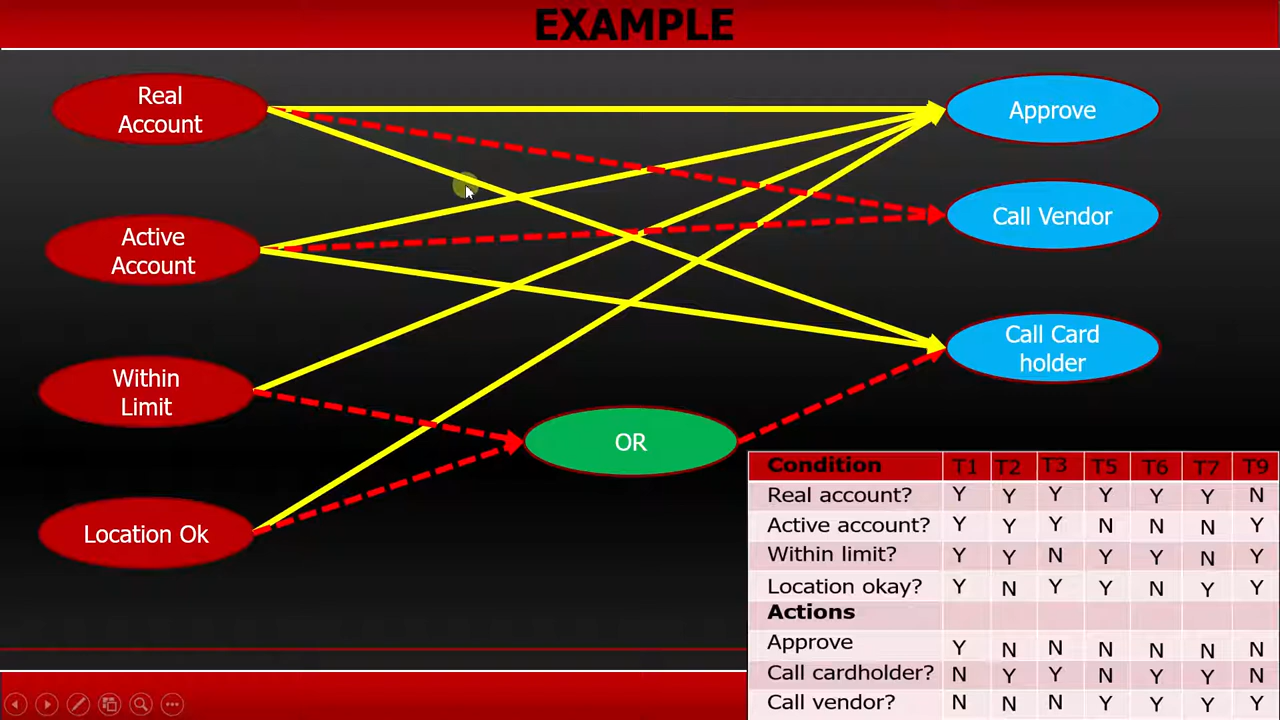 EXAMPLE
Real
Account
Approve
Call Vendor
Active
Account
Call Card
holder
Within
Limit
OR
Location Ok
Condition T1 T2 T3 T5 T6 T7 T9
Real account? Y Y Y Y Y Y N
Active account? Y Y Y N N N Y
Within limit? Y Y N Y Y N Y
Location okay? Y N Y Y N Y Y
Actions
Approve Y N N N N N N
Call cardholder? N Y Y N Y Y N
Call vendor? N N N Y Y Y Y